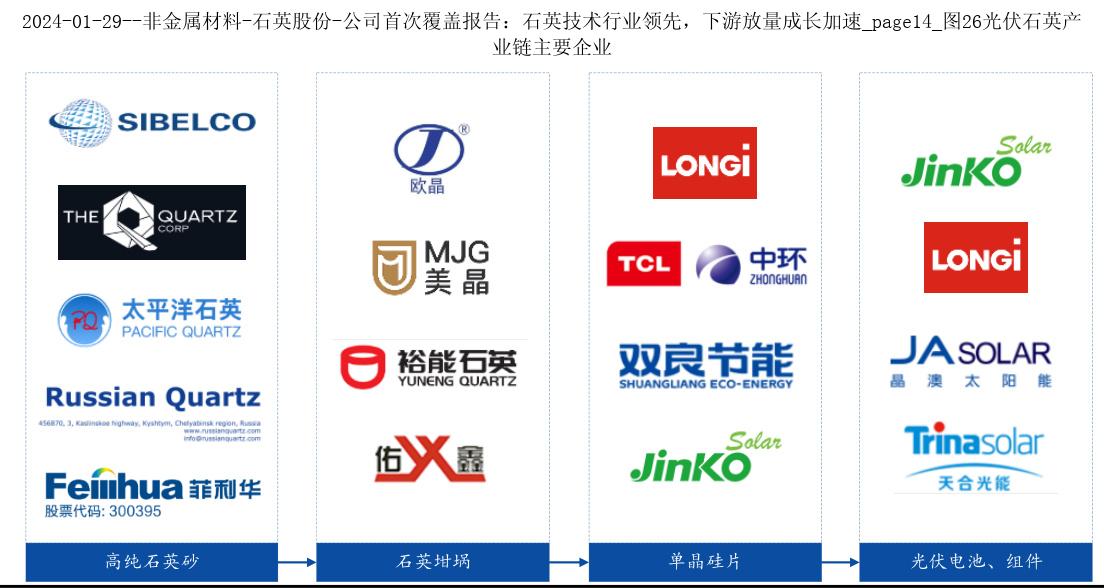 2024-01-29--非金属材料-石英股份-公司首次覆盖报告：石英技术行业领先，下游放量成长加速_page14_图26光伏石英产
业链主要企业
SIBELCO
THE QUARTZ
CORP
太平洋石英
PACIFIC QUARTZ
Russian Quartz
456870, 3, Kaslinskoe highway, Kyshtym, Chelyabinsk region, Russia
www.russianquartz.com
info@russianquartz.com
Feilihua 菲利华
股票代码: 300395
高纯石英砂
®
欧晶
MJG
美晶
裕能石英
YUNENG QUARTZ
佑 鑫
石英坩埚
LONGi
TCL 中环
ZHONGHUAN
双良节能
SHUANGLIANG ECO-ENERGY
Solar
JinKO
单晶硅片
Solar
JinKO
LONGi
JA SOLAR
晶澳太阳能
Trinasolar
天合光能
光伏电池、组件